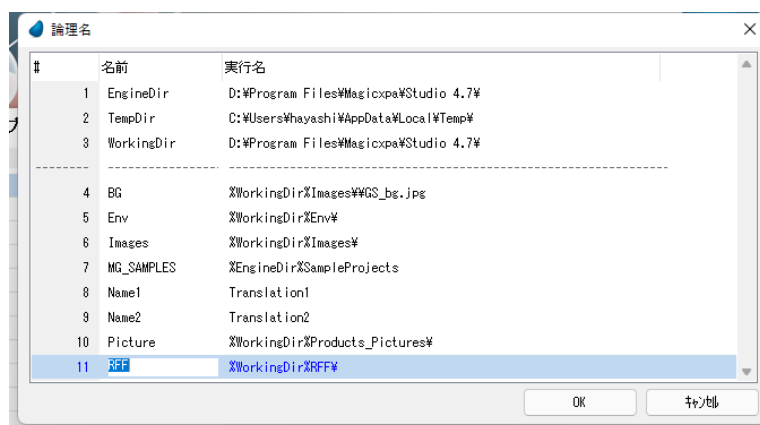 論理名
# 名前 実行名
1 EngineDir D:¥Program Files¥Magicxpa¥Studio 4.7¥
2 TempDir C:¥Users¥hayashi¥AppData¥Local¥Temp¥
3 WorkingDir D:¥Program Files¥Magicxpa¥Studio 4.7¥
4 BG %WorkingDir%Images¥¥GS_bg.jpg
5 Env %WorkingDir%Env¥
6 Images %WorkingDir%Images¥
7 MG_SAMPLES %EngineDir%SampleProjects
8 Name1 Translation1
9 Name2 Translation2
10 Picture %WorkingDir%Products_Pictures¥
11 RFF %WorkingDir%RFF¥
OK ｷｬﾝｾﾙ